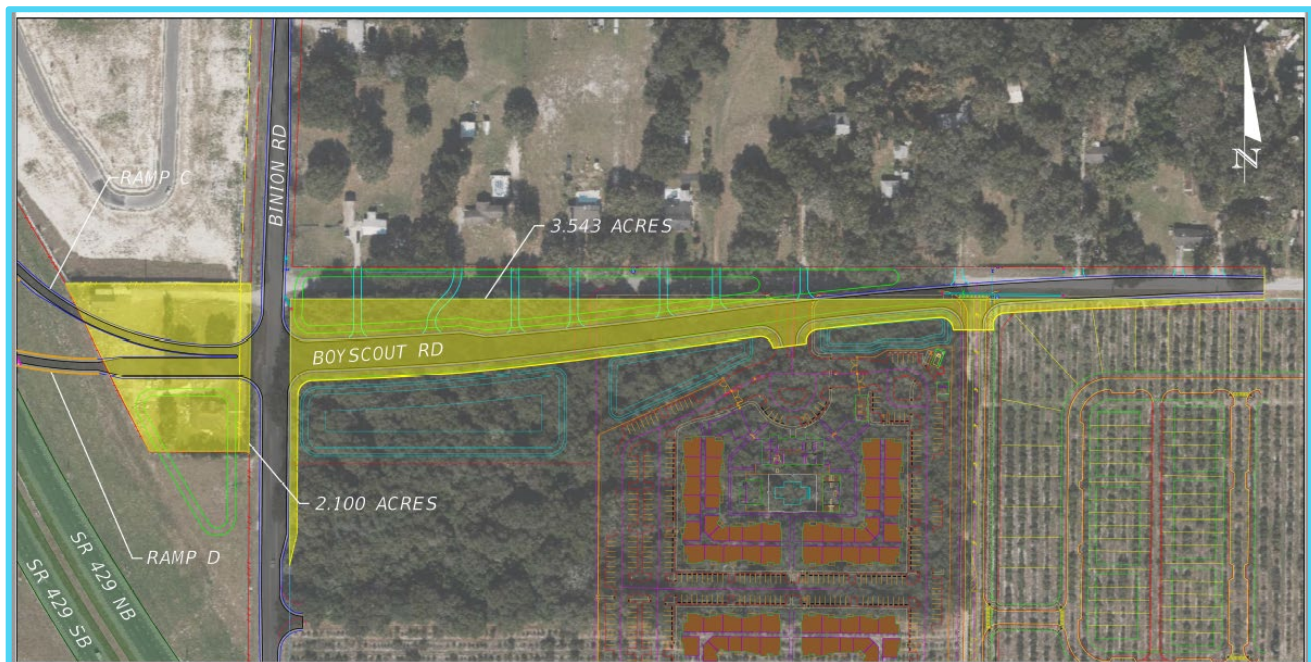 BINION RD
RAMP C
3.543 ACRES
N
BOYSCOUT RD
2.100 ACRES
RAMP D
SR 429 NB
SR 429 SB